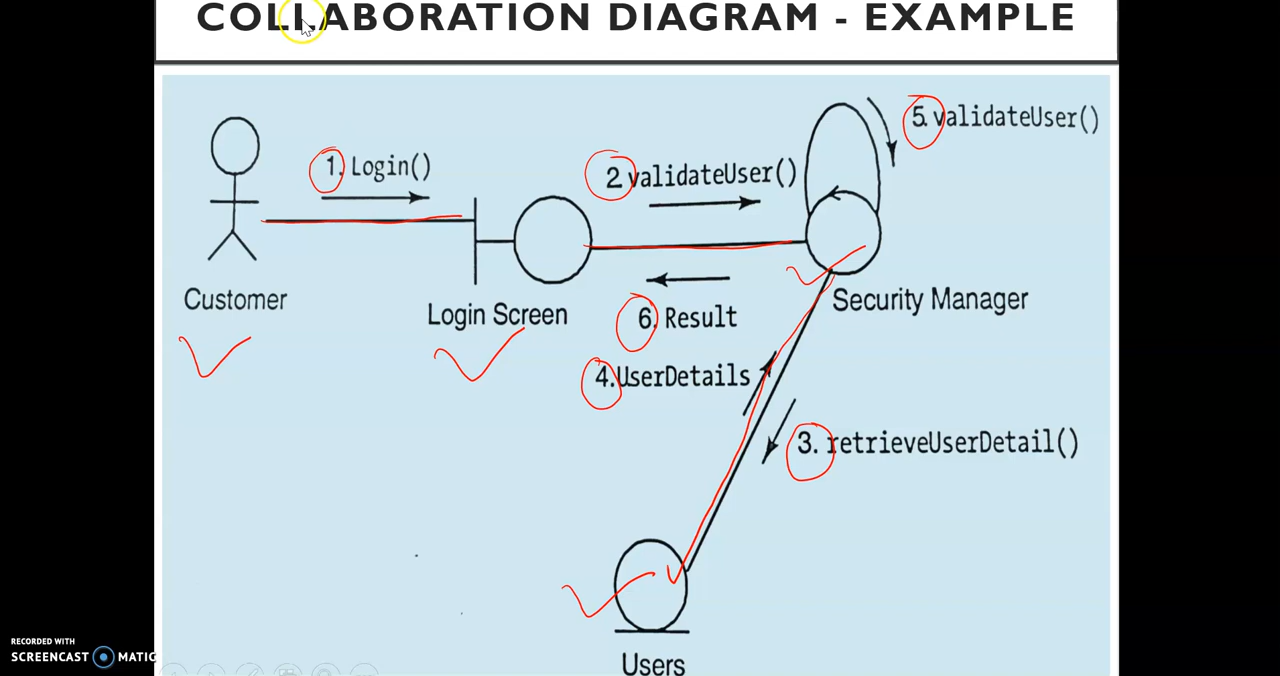 COLLABORATION DIAGRAM - EXAMPLE
5. validateUser()
1. Login()
2 validateUser()
Customer
Login Screen
Security Manager
6. Result
4.UserDetails
3. retrieveUserDetail()
Users
RECORDED WITH
SCREENCAST MATIC